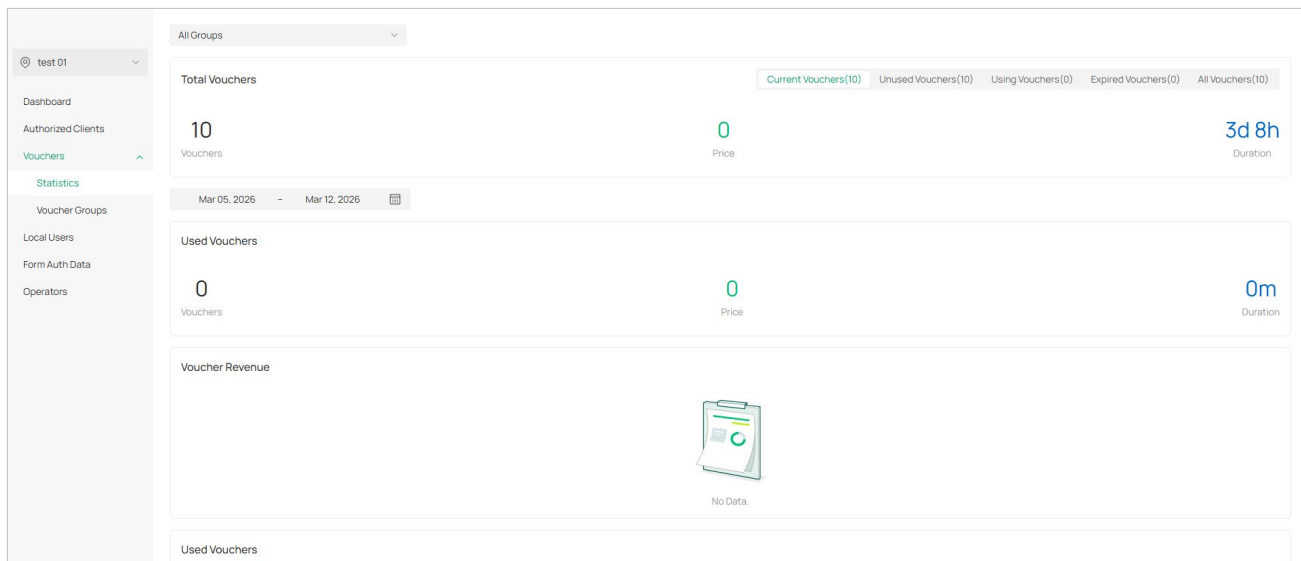 All Groups
test 01
Dashboard
Authorized Clients
Vouchers
Statistics
Voucher Groups
Local Users
Form Auth Data
Operators
Total Vouchers
Current Vouchers(10) Unused Vouchers(10) Using Vouchers(0) Expired Vouchers(0) All Vouchers(10)
10 0 3d 8h
Vouchers Price Duration
Mar 05, 2026 – Mar 12, 2026
Used Vouchers
0 0 0m
Vouchers Price Duration
Voucher Revenue
No Data.
Used Vouchers